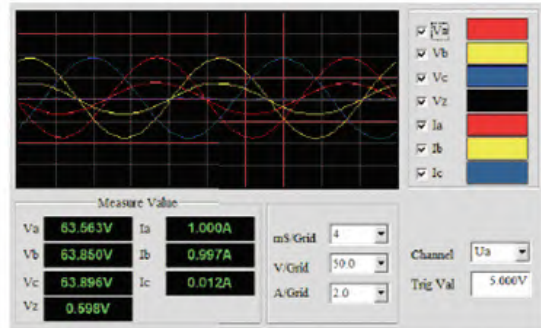 Va
Vb
Vc
Vz
Ia
Ib
Ic
Measure Value
Va 63.563V Ia 1.000A
Vb 63.850V Ib 0.997A
Vc 63.896V Ic 0.012A
Vz 0.598V
mS/Grid 4
V/Grid 50.0
A/Grid 2.0
Channel Ua
Trig Val 5.000V